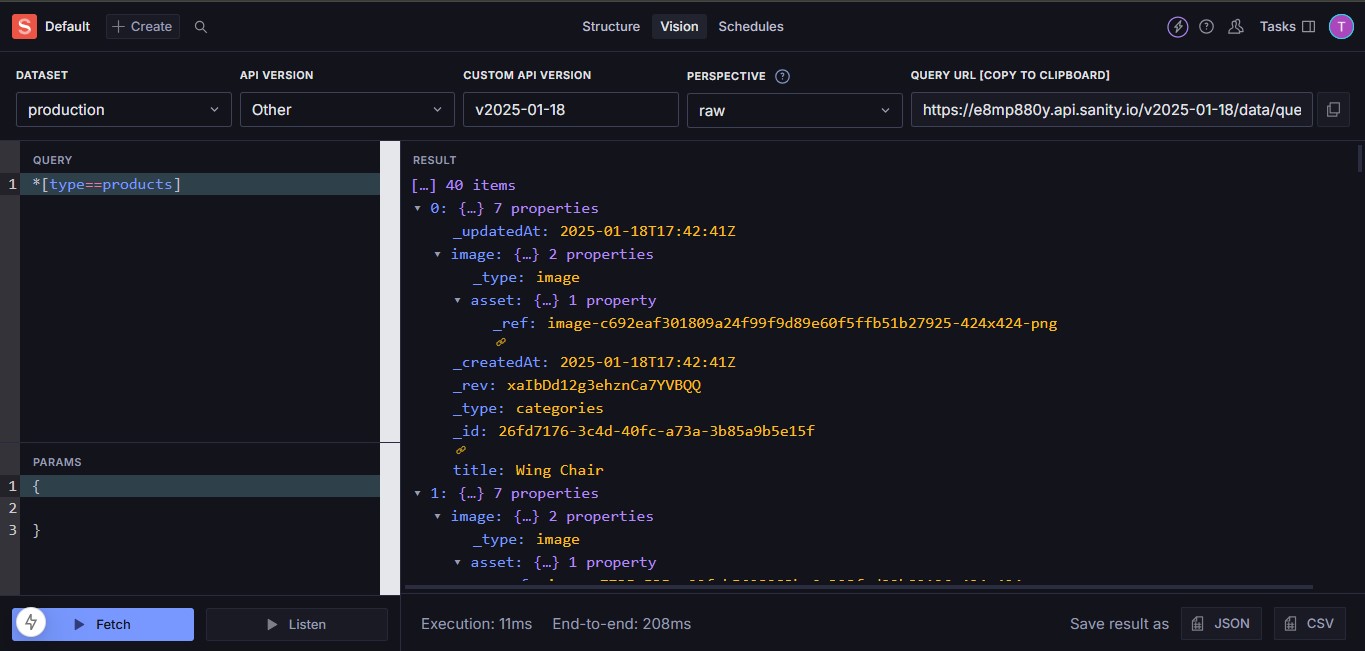 S Default + Create Structure Vision Schedules Tasks T
DATASET API VERSION CUSTOM API VERSION PERSPECTIVE ? QUERY URL [COPY TO CLIPBOARD]
production Other v2025-01-18 raw https://e8mp880y.api.sanity.io/v2025-01-18/data/que
QUERY
1 *[type==products]
PARAMS
1 {
2
3 }
Fetch Listen
RESULT
[…] 40 items
0: {…} 7 properties
_updatedAt: 2025-01-18T17:42:41Z
image: {…} 2 properties
_type: image
asset: {…} 1 property
_ref: image-c692eaf301809a24f99f9d89e60f5ffb51b27925-424x424-png
_createdAt: 2025-01-18T17:42:41Z
_rev: xaIbDd12g3ehznCa7YVBQQ
_type: categories
_id: 26fd7176-3c4d-40fc-a73a-3b85a9b5e15f
title: Wing Chair
1: {…} 7 properties
image: {…} 2 properties
_type: image
asset: {…} 1 property
Execution: 11ms End-to-end: 208ms Save result as JSON CSV